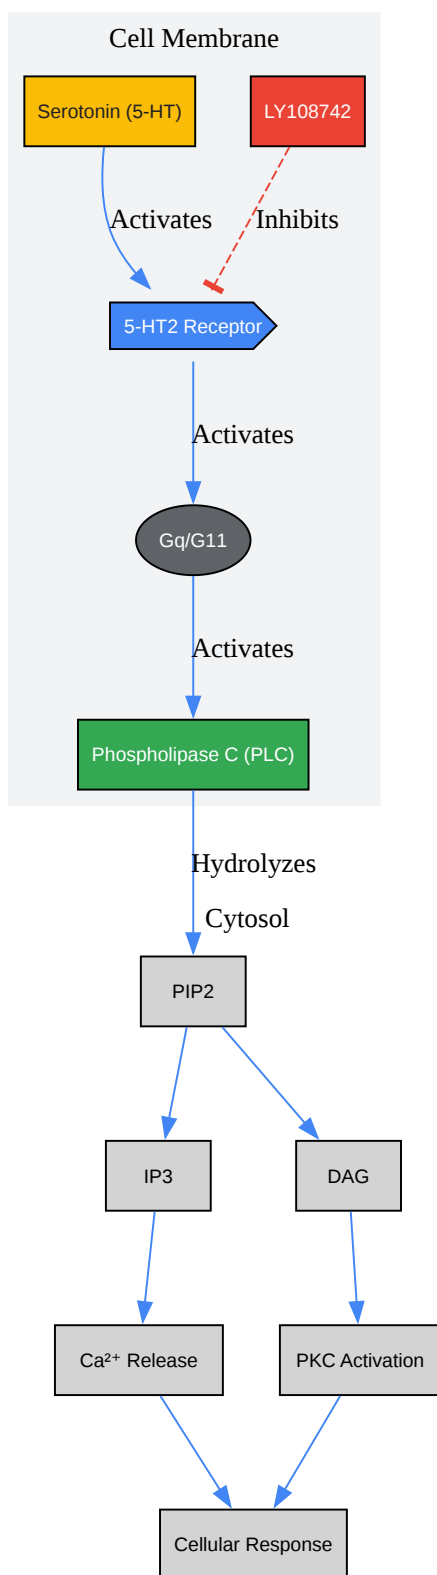 Cell Membrane
Serotonin (5-HT)
LY108742
Activates
Inhibits
5-HT2 Receptor
Activates
Gq/G11
Activates
Phospholipase C (PLC)
Hydrolyzes
Cytosol
PIP2
IP3
DAG
Ca²⁺ Release
PKC Activation
Cellular Response